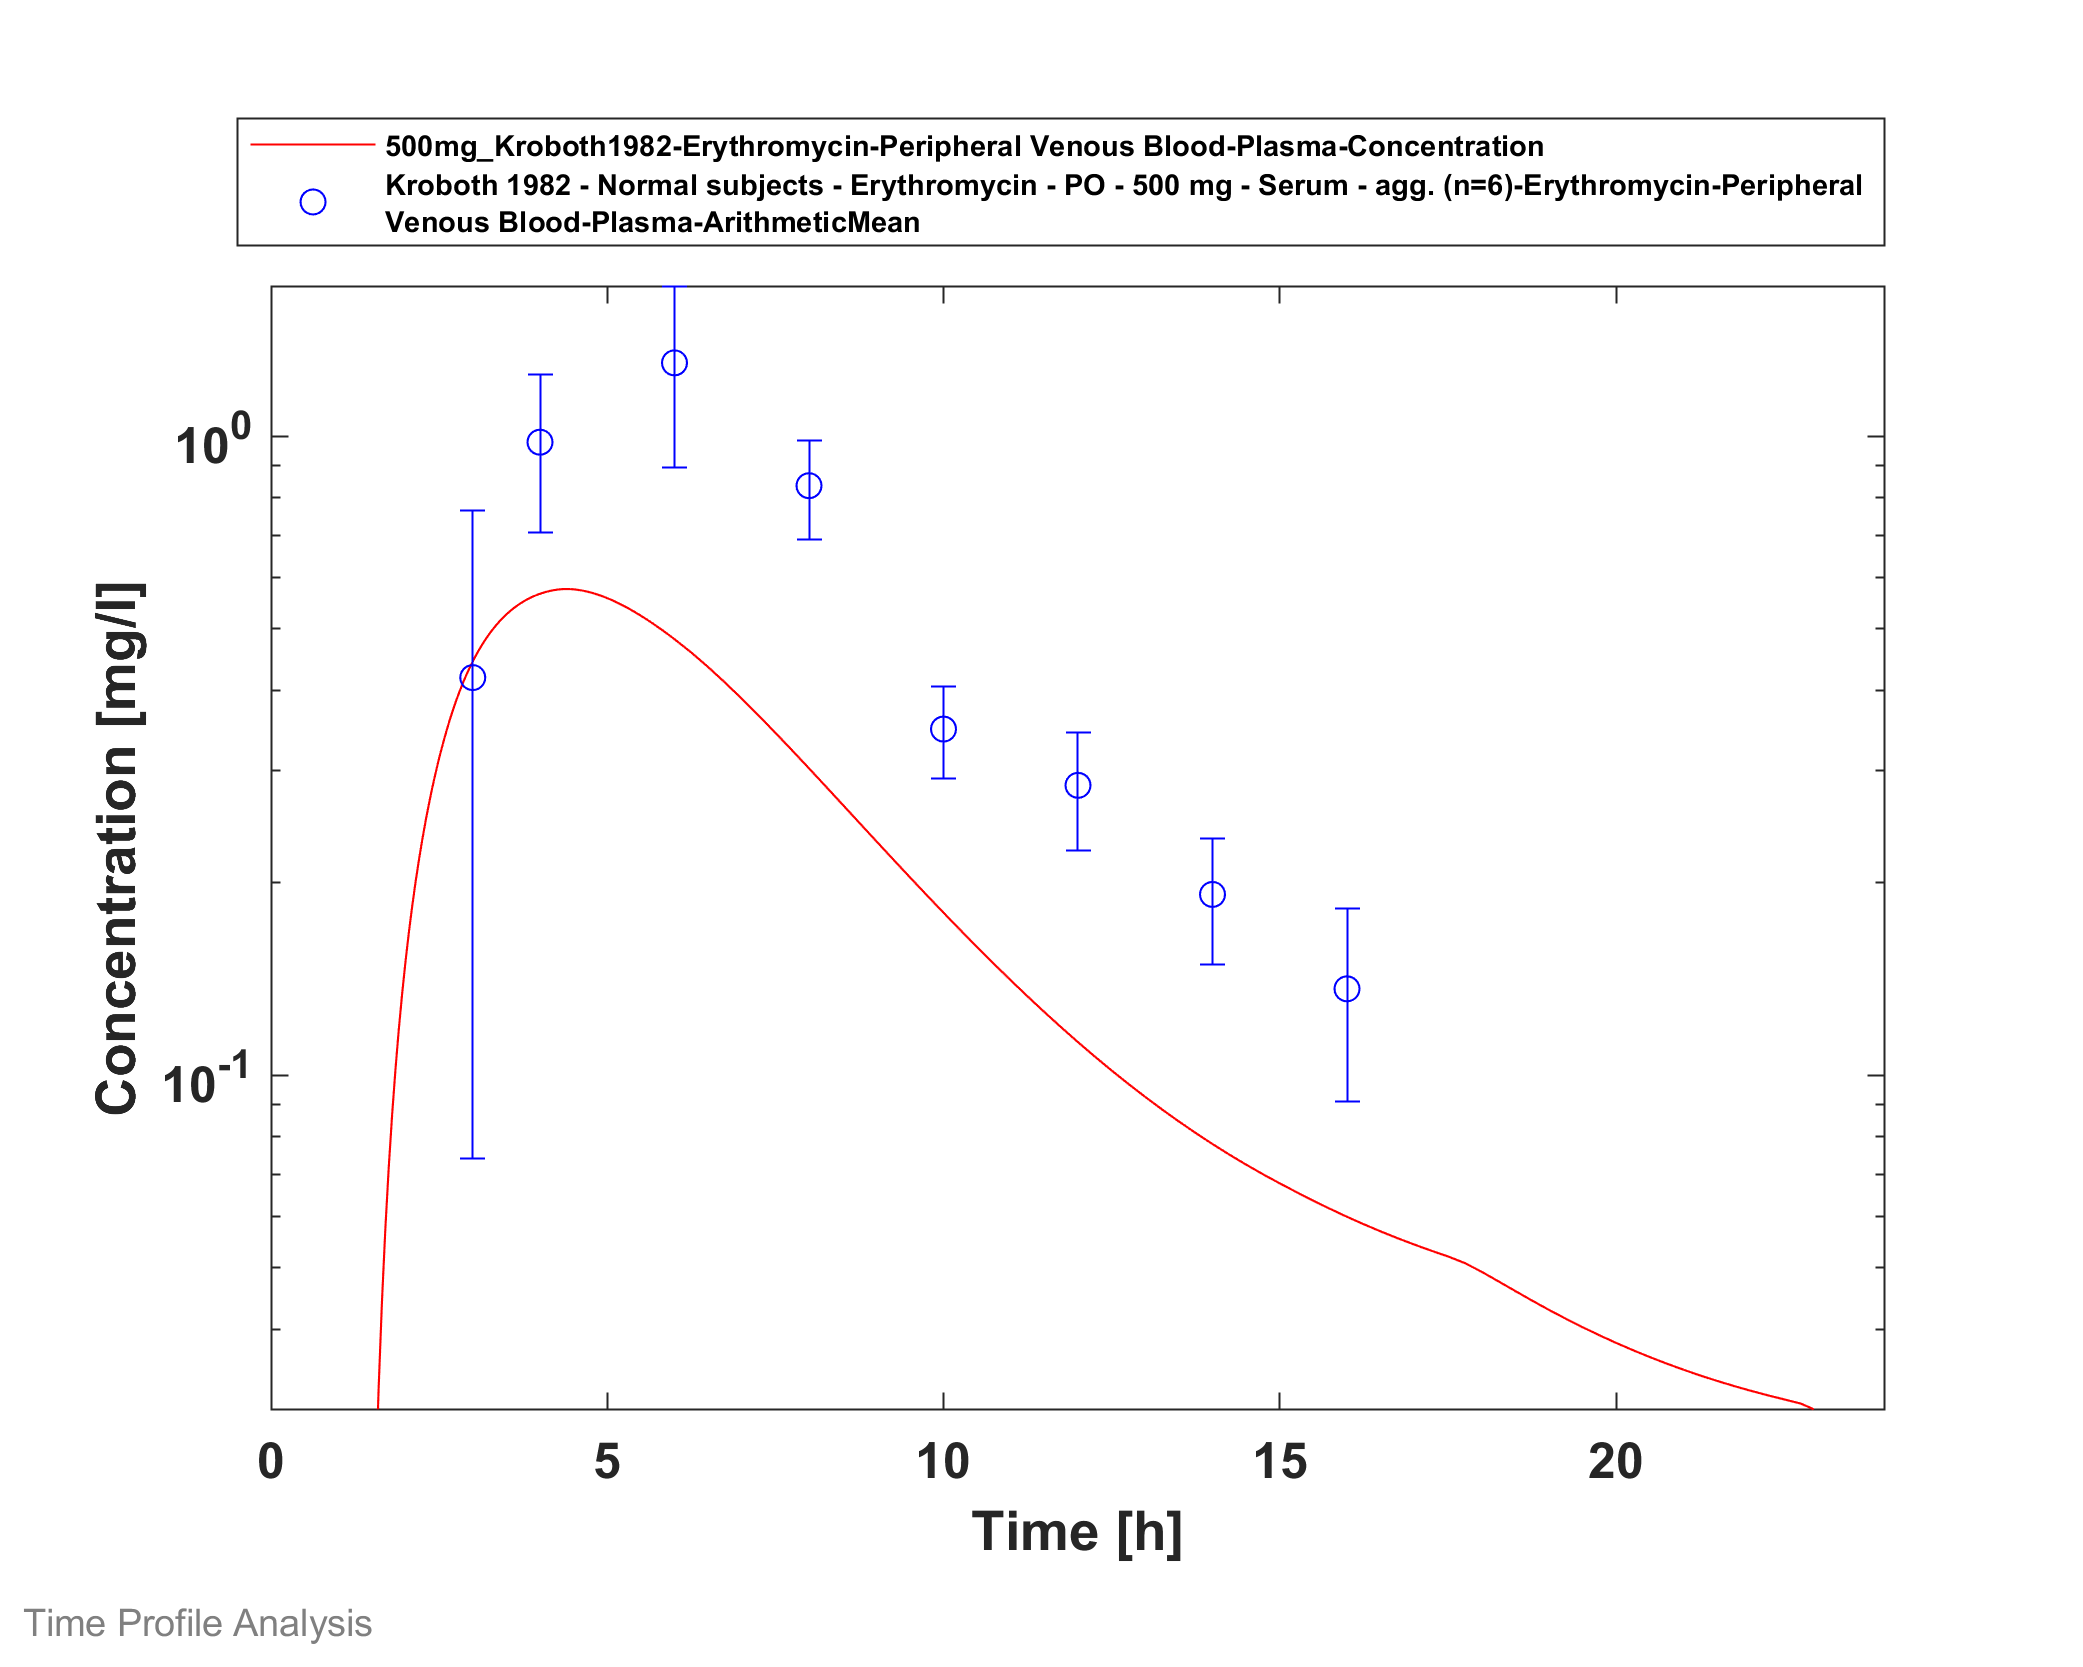 500mg_Kroboth1982-Erythromycin-Peripheral Venous Blood-Plasma-Concentration
Kroboth 1982 - Normal subjects - Erythromycin - PO - 500 mg - Serum - agg. (n=6)-Erythromycin-Peripheral
Venous Blood-Plasma-ArithmeticMean
10^0
10^-1
Concentration [mg/l]
0 5 10 15 20
Time [h]
Time Profile Analysis